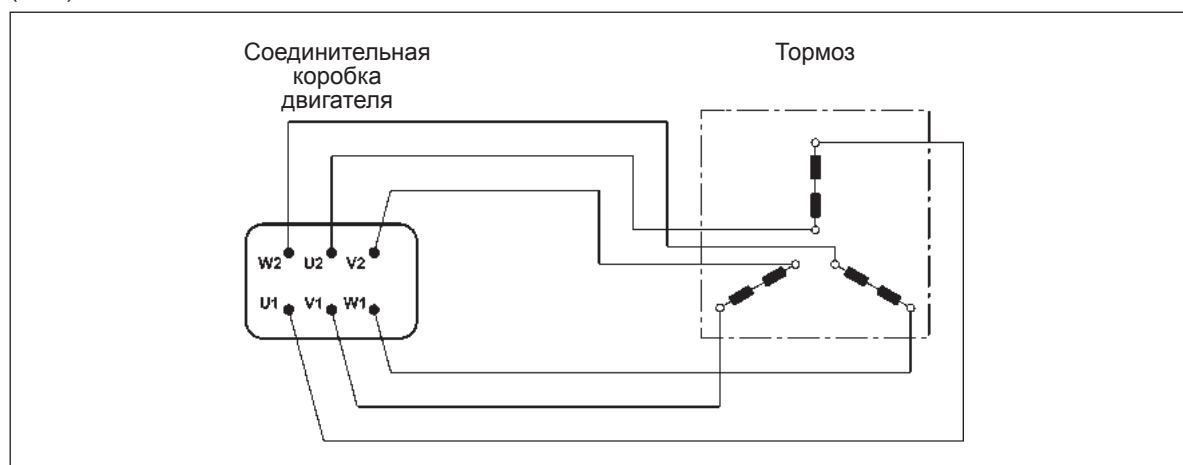 Соединительная
коробка
двигателя
Тормоз
W2 U2 V2
U1 V1 W1